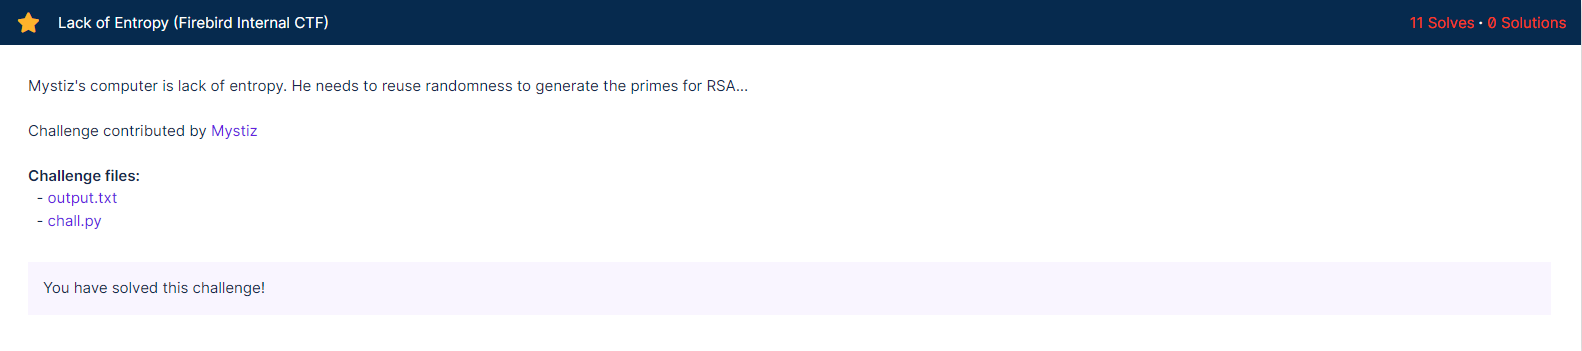 Lack of Entropy (Firebird Internal CTF)
11 Solves · 0 Solutions
Mystiz's computer is lack of entropy. He needs to reuse randomness to generate the primes for RSA...
Challenge contributed by Mystiz
Challenge files:
- output.txt
- chall.py
You have solved this challenge!